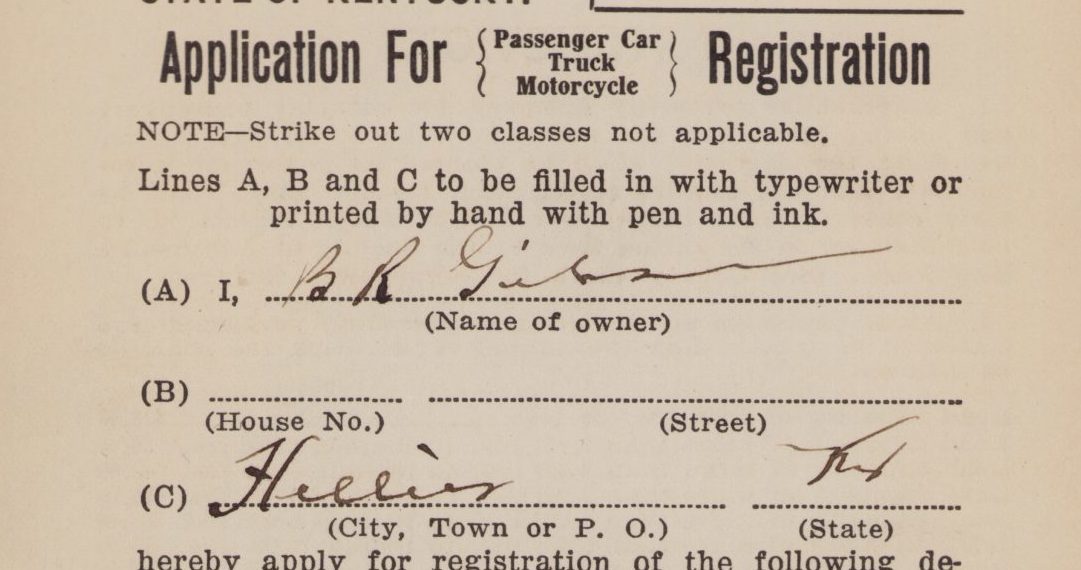 STATE OF KENTUCKY.
Application For { Passenger Car Truck Motorcycle } Registration
NOTE—Strike out two classes not applicable.
Lines A, B and C to be filled in with typewriter or
printed by hand with pen and ink.
(A) I, B R Gibson
(Name of owner)
(B)
(House No.) (Street)
(C) Hellier Ky
(City, Town or P. O.) (State)
hereby apply for registration of the following de-